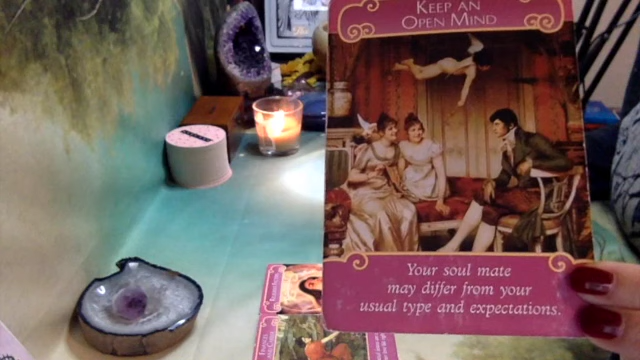 KEEP AN
OPEN MIND
Your soul mate
may differ from your
usual type and expectations.